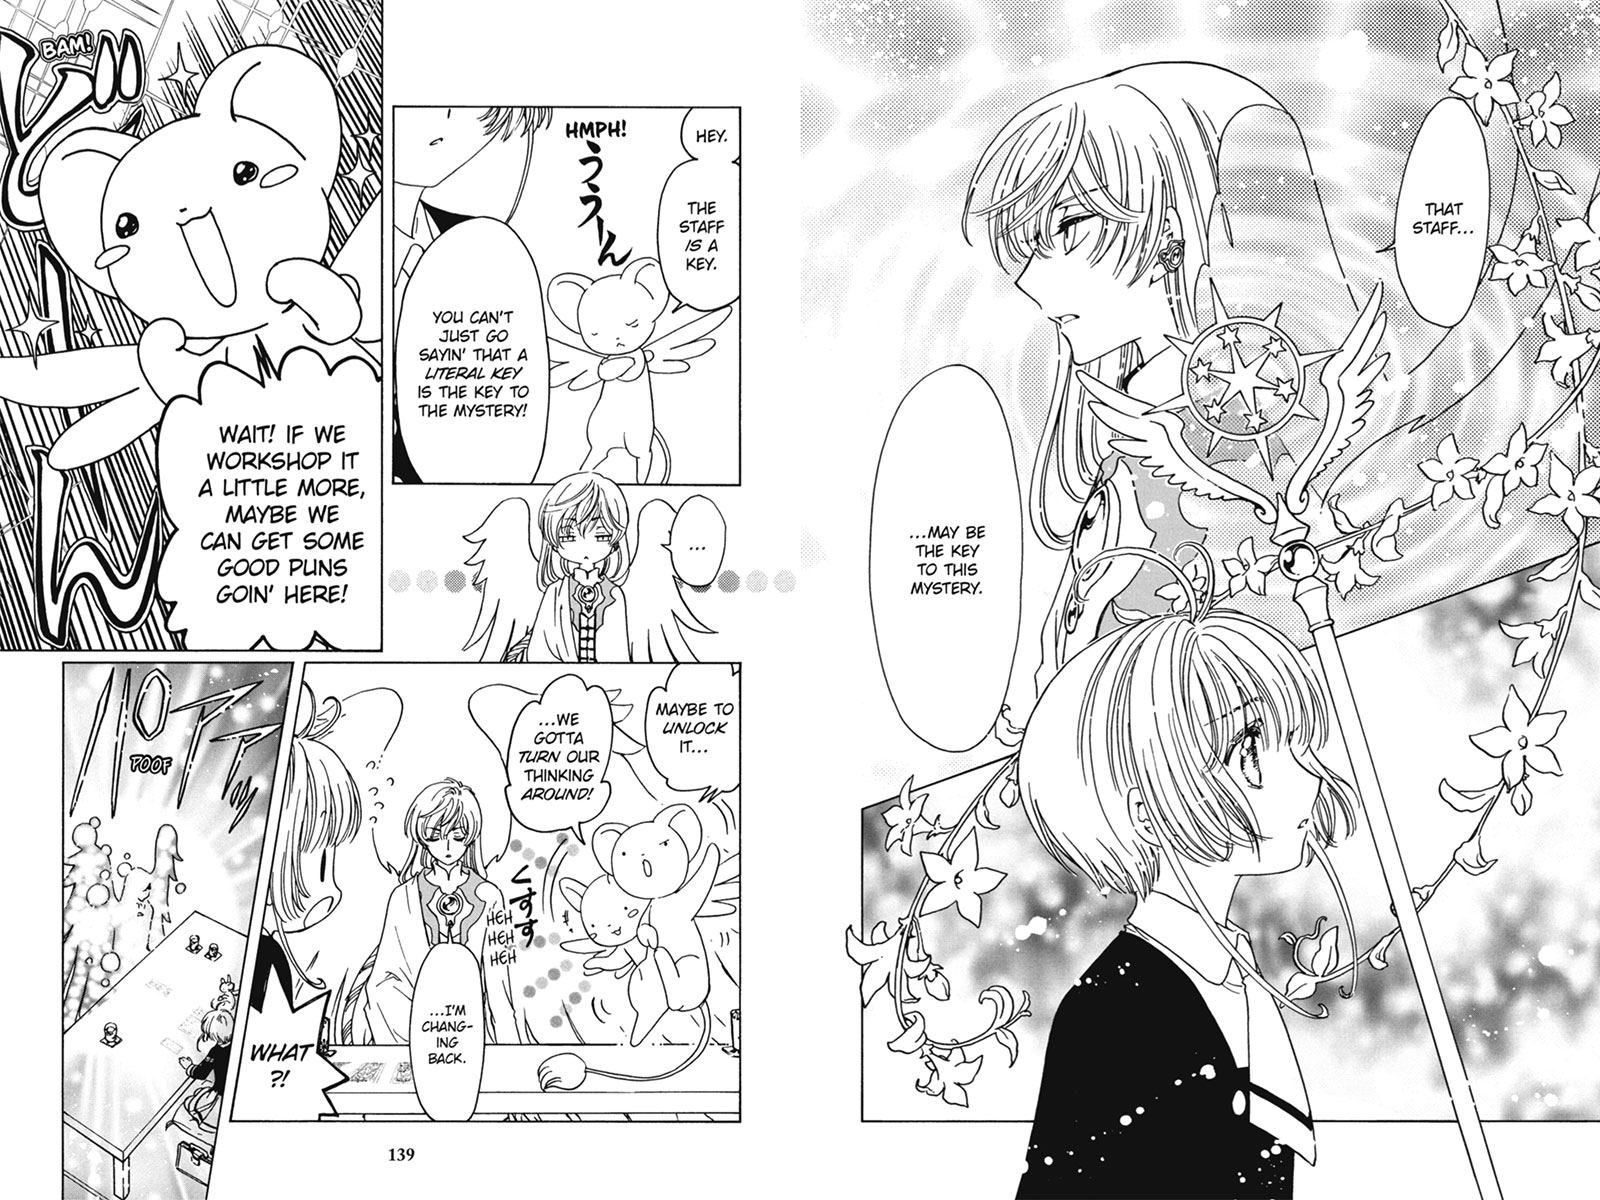 THAT
STAFF...
...MAY BE
THE KEY
TO THIS
MYSTERY.
HEY.
THE
STAFF
IS A
KEY.
HMPH!
ううーん
YOU CAN'T
JUST GO
SAYIN' THAT A
LITERAL KEY
IS THE KEY TO
THE MYSTERY!
...
BAM!
WAIT! IF WE
WORKSHOP IT
A LITTLE MORE,
MAYBE WE
CAN GET SOME
GOOD PUNS
GOIN' HERE!
MAYBE TO
UNLOCK
IT...
...WE
GOTTA
TURN OUR
THINKING
AROUND!
くすす
HEH
HEH
HEH
...I'M
CHANG-
ING
BACK.
WHAT
?!
POOF
139